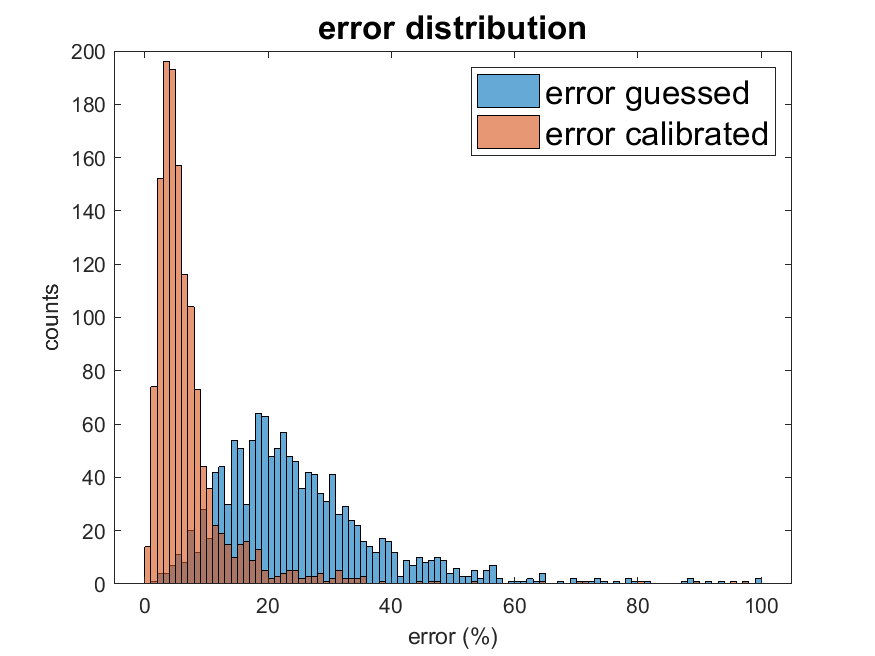 error distribution
error guessed
error calibrated
200
180
160
140
120
100
80
60
40
20
0
counts
0 20 40 60 80 100
error (%)